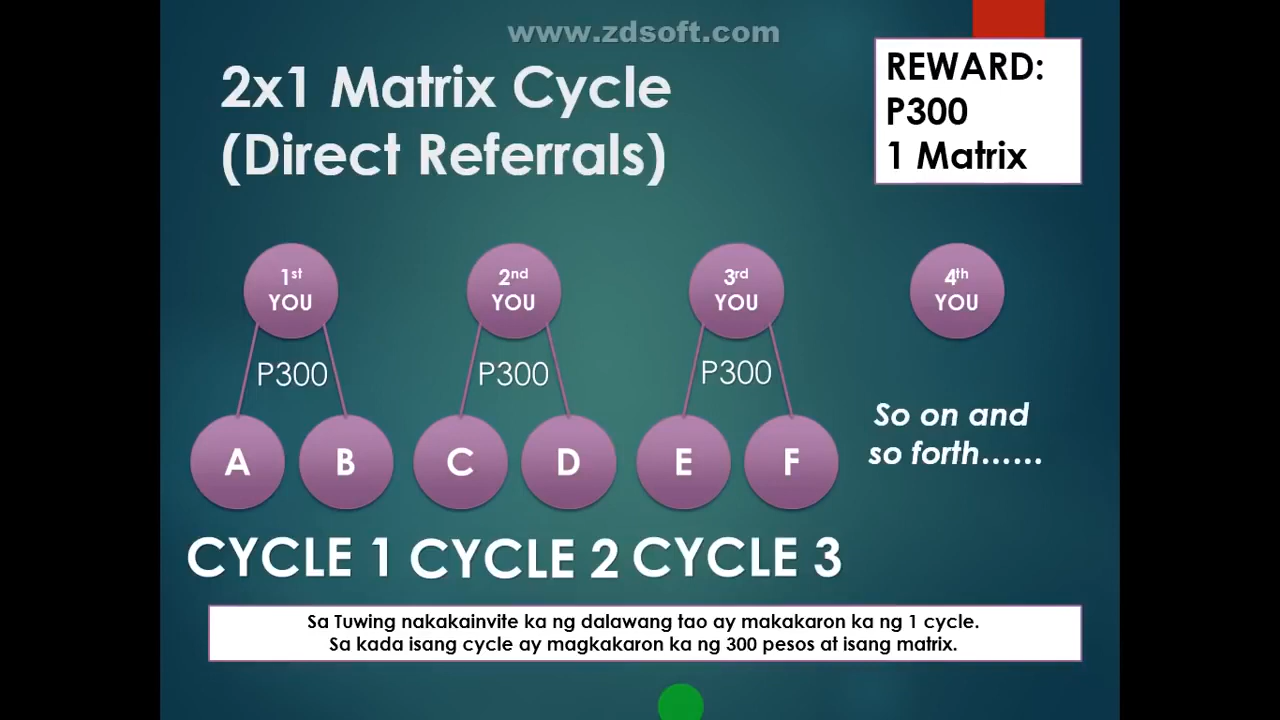 www.zdsoft.com
2x1 Matrix Cycle
(Direct Referrals)
REWARD:
P300
1 Matrix
1st
YOU
2nd
YOU
3rd
YOU
4th
YOU
P300
P300
P300
A
B
C
D
E
F
So on and
so forth......
CYCLE 1
CYCLE 2
CYCLE 3
Sa Tuwing nakakainvite ka ng dalawang tao ay makakaron ka ng 1 cycle.
Sa kada isang cycle ay magkakaron ka ng 300 pesos at isang matrix.